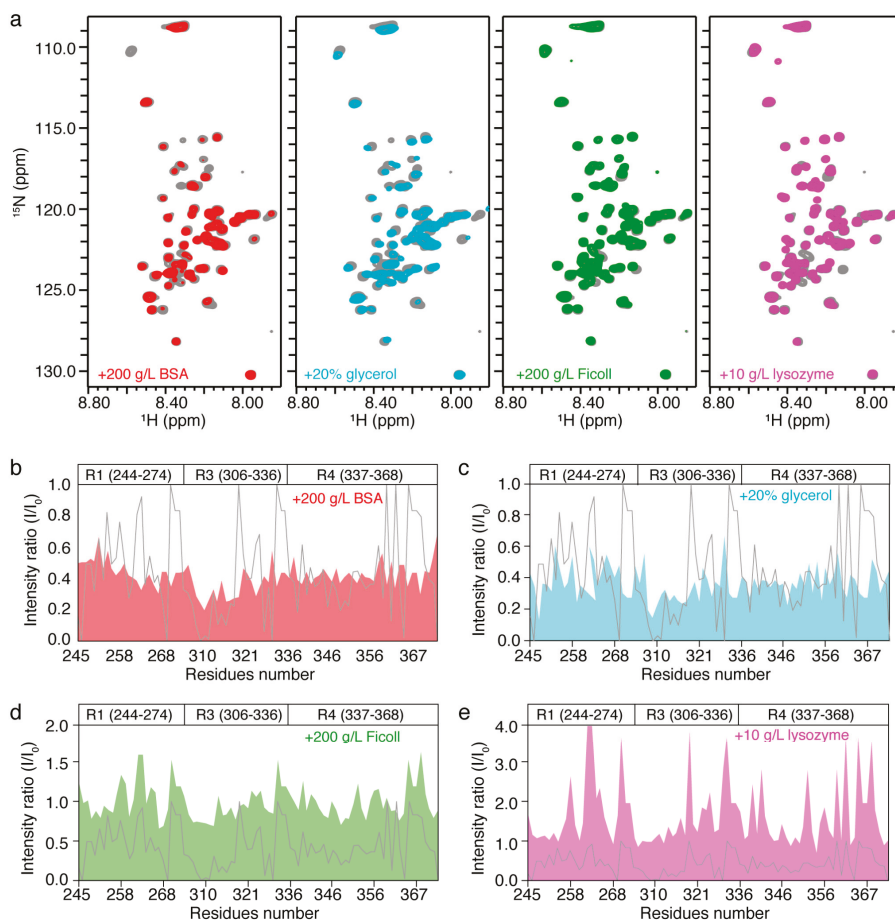 a
110.0
115.0
120.0
125.0
130.0
¹⁵N (ppm)
+200 g/L BSA
+20% glycerol
+200 g/L Ficoll
+10 g/L lysozyme
8.80 8.40 8.00
8.80 8.40 8.00
8.80 8.40 8.00
8.80 8.40 8.00
¹H (ppm)
¹H (ppm)
¹H (ppm)
¹H (ppm)
b
R1 (244-274) R3 (306-336) R4 (337-368)
+200 g/L BSA
1.0
0.8
0.6
0.4
0.2
0.0
Intensity ratio (I/I₀)
245 258 268 310 323 336 346 356 367
Residues number
c
R1 (244-274) R3 (306-336) R4 (337-368)
+20% glycerol
1.0
0.8
0.6
0.4
0.2
0.0
Intensity ratio (I/I₀)
245 258 268 310 323 336 346 356 367
Residues number
d
R1 (244-274) R3 (306-336) R4 (337-368)
+200 g/L Ficoll
2.0
1.5
1.0
0.5
0.0
Intensity ratio (I/I₀)
245 258 268 310 323 336 346 356 367
Residues number
e
R1 (244-274) R3 (306-336) R4 (337-368)
+10 g/L lysozyme
4.0
3.0
2.0
1.0
0.0
Intensity ratio (I/I₀)
245 258 268 310 323 336 346 356 367
Residues number